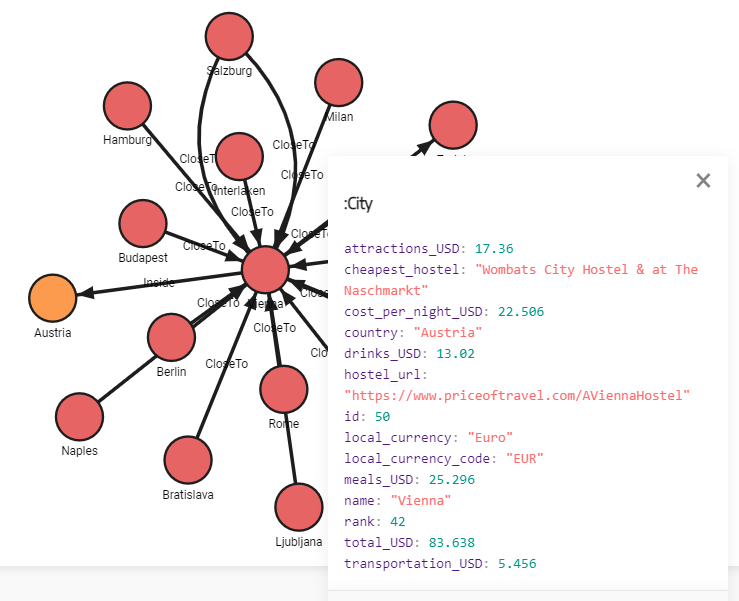 Salzburg
Milan
Hamburg
CloseTo
CloseTo
Interlaken
CloseTo
CloseTo
CloseTo
CloseTo
Budapest
CloseTo
Inside
Vienna
CloseTo
Austria
CloseTo
Berlin
CloseTo
Rome
Naples
Bratislava
Ljubljana
:City
attractions_USD: 17.36
cheapest_hostel: "Wombats City Hostel & at The
Naschmarkt"
cost_per_night_USD: 22.506
country: "Austria"
drinks_USD: 13.02
hostel_url:
"https://www.priceoftravel.com/AViennaHostel"
id: 50
local_currency: "Euro"
local_currency_code: "EUR"
meals_USD: 25.296
name: "Vienna"
rank: 42
total_USD: 83.638
transportation_USD: 5.456